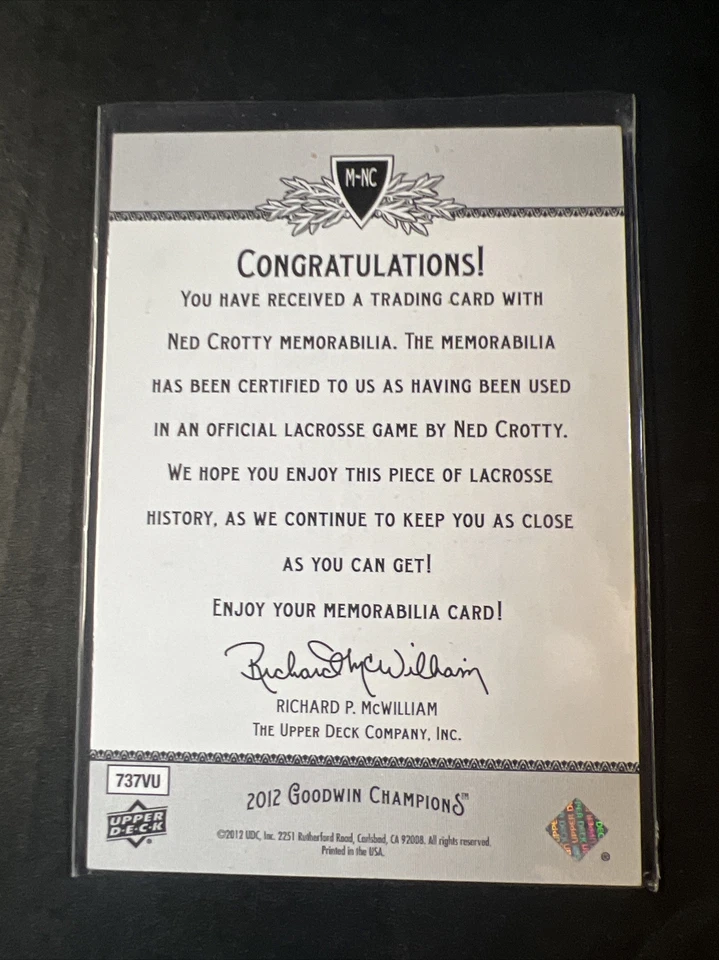 M-NC
CONGRATULATIONS!
YOU HAVE RECEIVED A TRADING CARD WITH
NED CROTTY MEMORABILIA. THE MEMORABILIA
HAS BEEN CERTIFIED TO US AS HAVING BEEN USED
IN AN OFFICIAL LACROSSE GAME BY NED CROTTY.
WE HOPE YOU ENJOY THIS PIECE OF LACROSSE
HISTORY, AS WE CONTINUE TO KEEP YOU AS CLOSE
AS YOU CAN GET!
ENJOY YOUR MEMORABILIA CARD!
Richard McWilliam
RICHARD P. McWILLIAM
THE UPPER DECK COMPANY, INC.
737VU
UPPER
D·E·C·K
2012 GOODWIN CHAMPIONS™
©2012 UDC, Inc. 2251 Rutherford Road, Carlsbad, CA 92008. All rights reserved.
Printed in the USA.